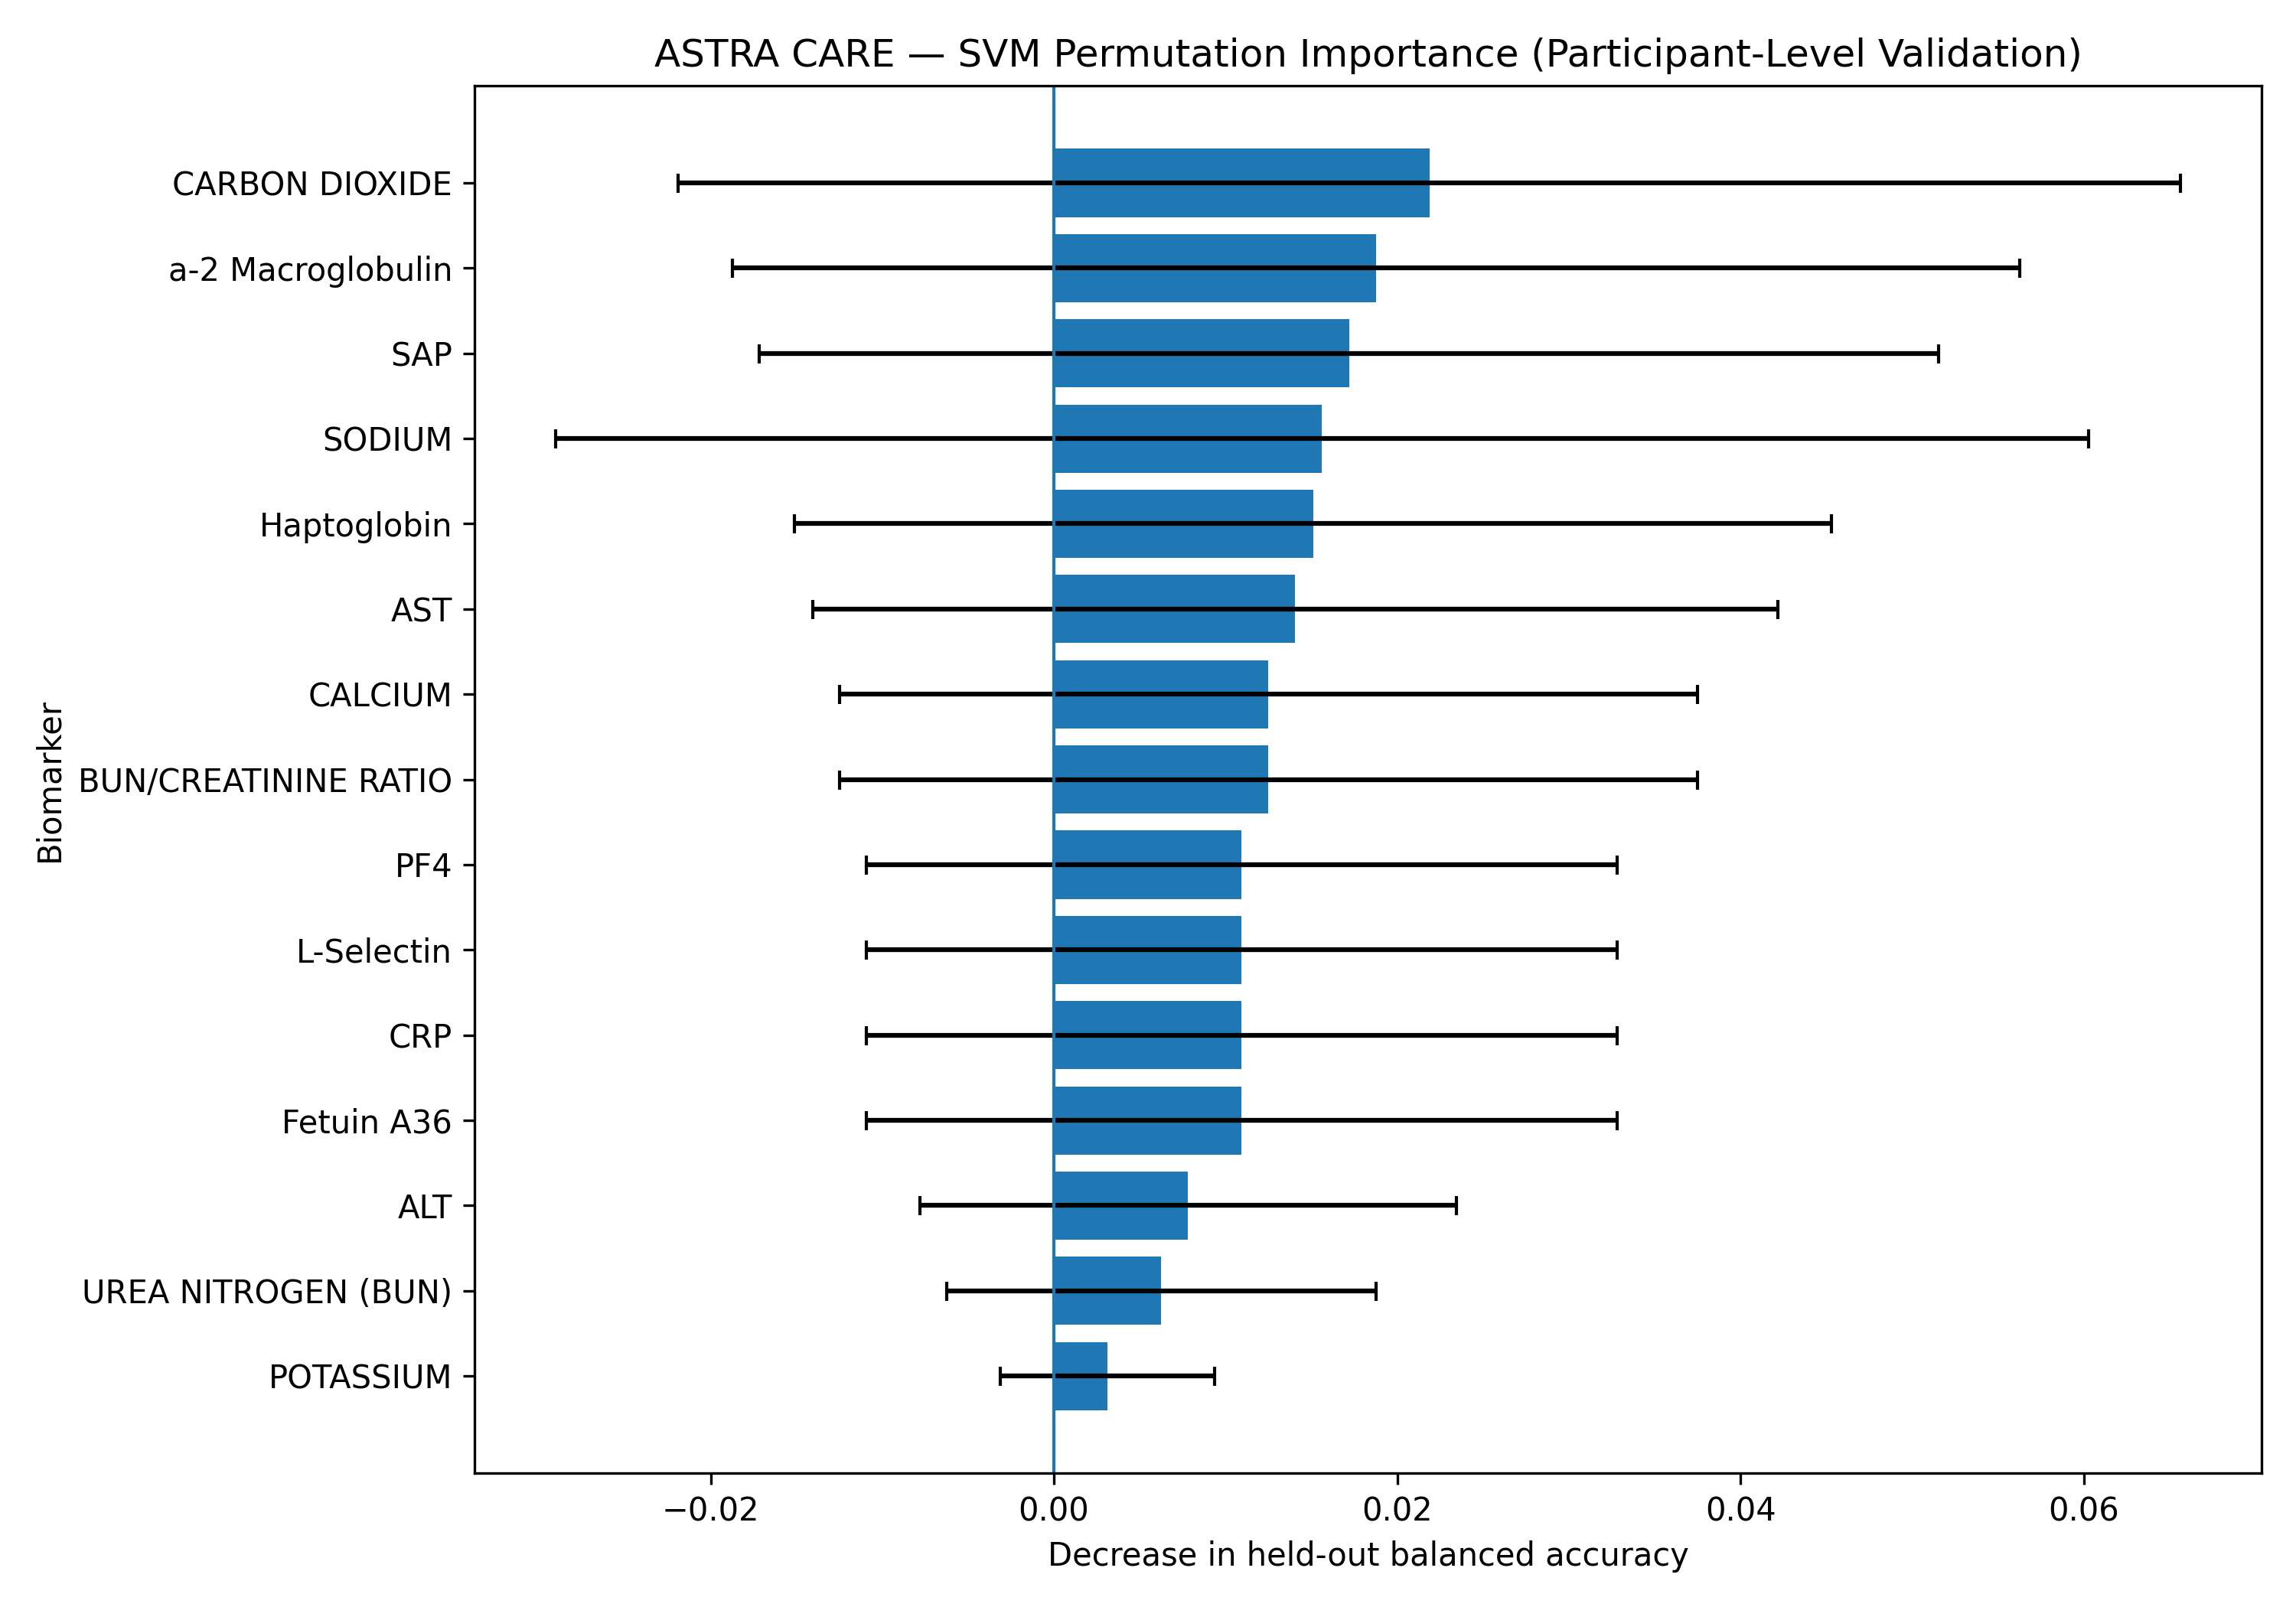 ASTRA CARE — SVM Permutation Importance (Participant-Level Validation)
Biomarker
CARBON DIOXIDE
a-2 Macroglobulin
SAP
SODIUM
Haptoglobin
AST
CALCIUM
BUN/CREATININE RATIO
PF4
L-Selectin
CRP
Fetuin A36
ALT
UREA NITROGEN (BUN)
POTASSIUM
−0.02 0.00 0.02 0.04 0.06
Decrease in held-out balanced accuracy